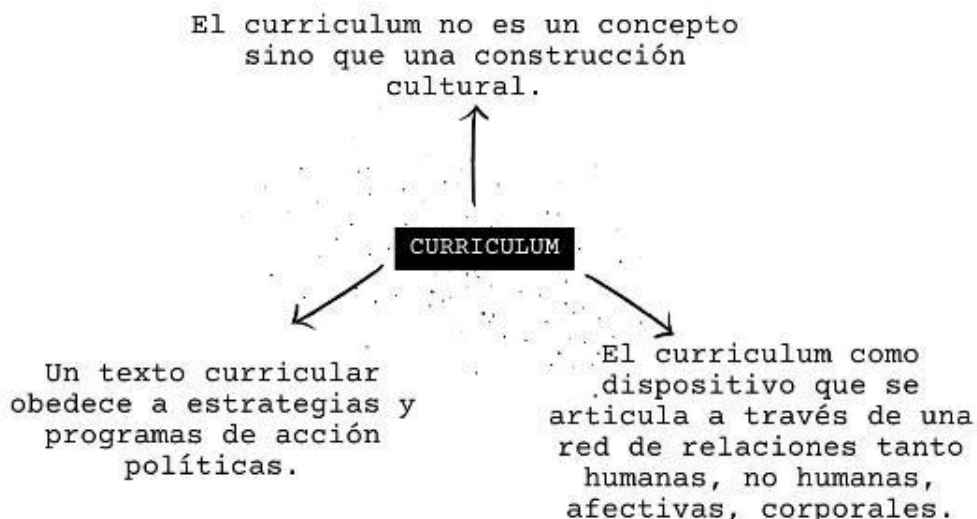 El curriculum no es un concepto
sino que una construcción
cultural.
CURRICULUM
Un texto curricular
obedece a estrategias y
programas de acción
políticas.
El curriculum como
dispositivo que se
articula a través de una
red de relaciones tanto
humanas, no humanas,
afectivas, corporales.